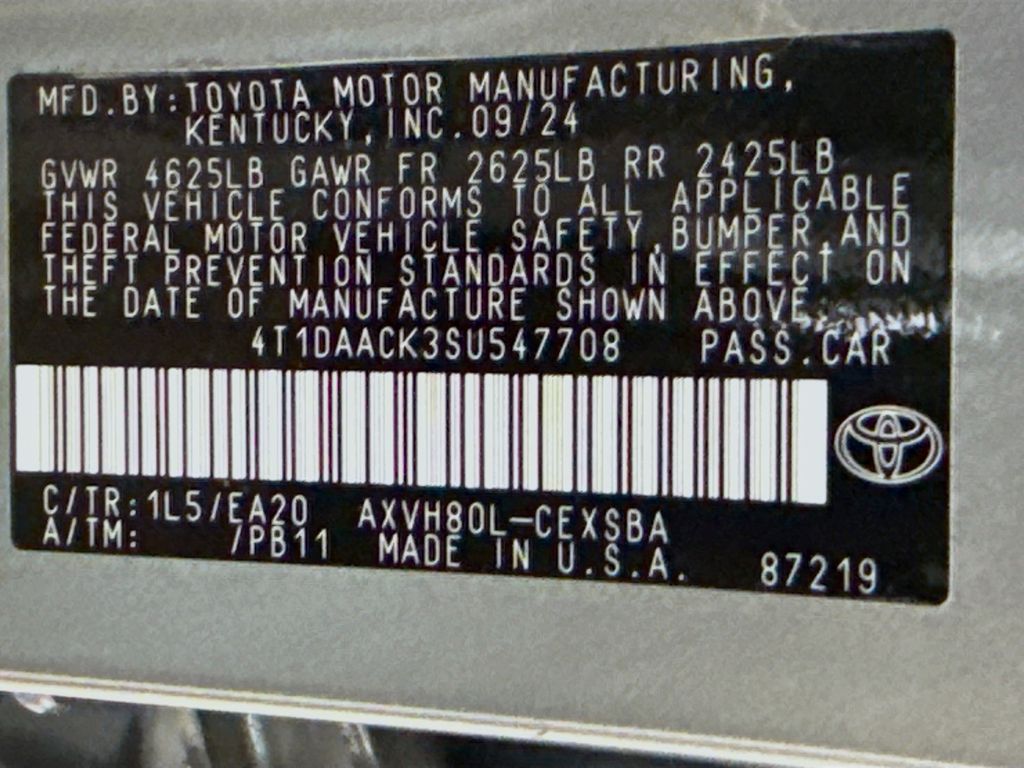 MFD.BY:TOYOTA MOTOR MANUFACTURING,
KENTUCKY,INC.09/24
GVWR 4625LB GAWR FR 2625LB RR 2425LB
THIS VEHICLE CONFORMS TO ALL APPLICABLE
FEDERAL MOTOR VEHICLE SAFETY,BUMPER,AND
THEFT PREVENTION STANDARDS IN EFFECT ON
THE DATE OF MANUFACTURE SHOWN ABOVE.
4T1DAACK3SU547708 PASS.CAR
C/TR:1L5/EA20 AXVH80L-CEXSBA
A/TM: /PB11 MADE IN U.S.A. 87219